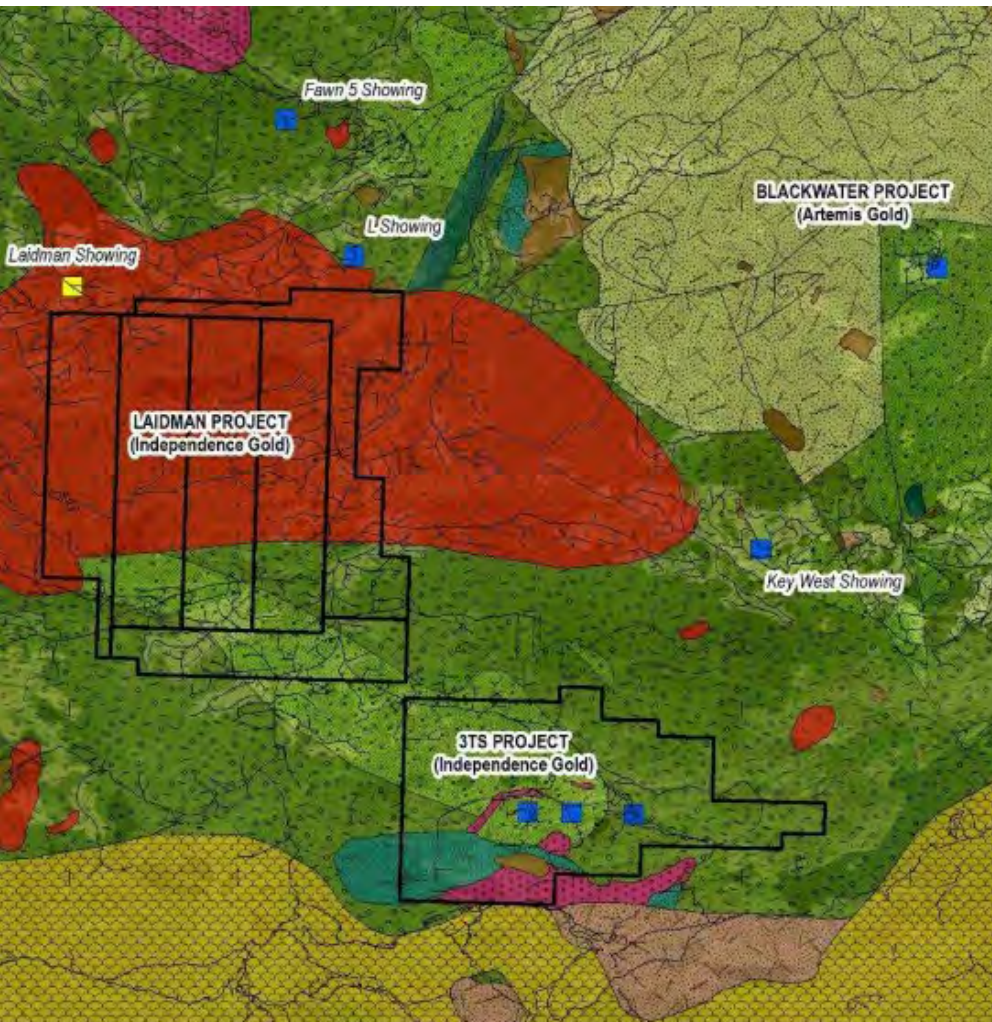 Fawn 5 Showing
BLACKWATER PROJECT
(Artemis Gold)
L Showing
Laidman Showing
LAIDMAN PROJECT
(Independence Gold)
Key West Showing
3TS PROJECT
(Independence Gold)